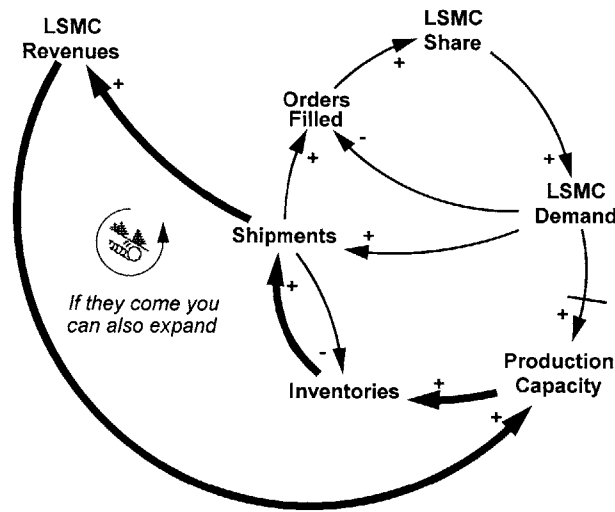 LSMC
Revenues
+
LSMC
Share
+
Orders
Filled
-
+
+
LSMC
Demand
Shipments
+
+
-
+
If they come you
can also expand
Inventories
+
Production
Capacity
+